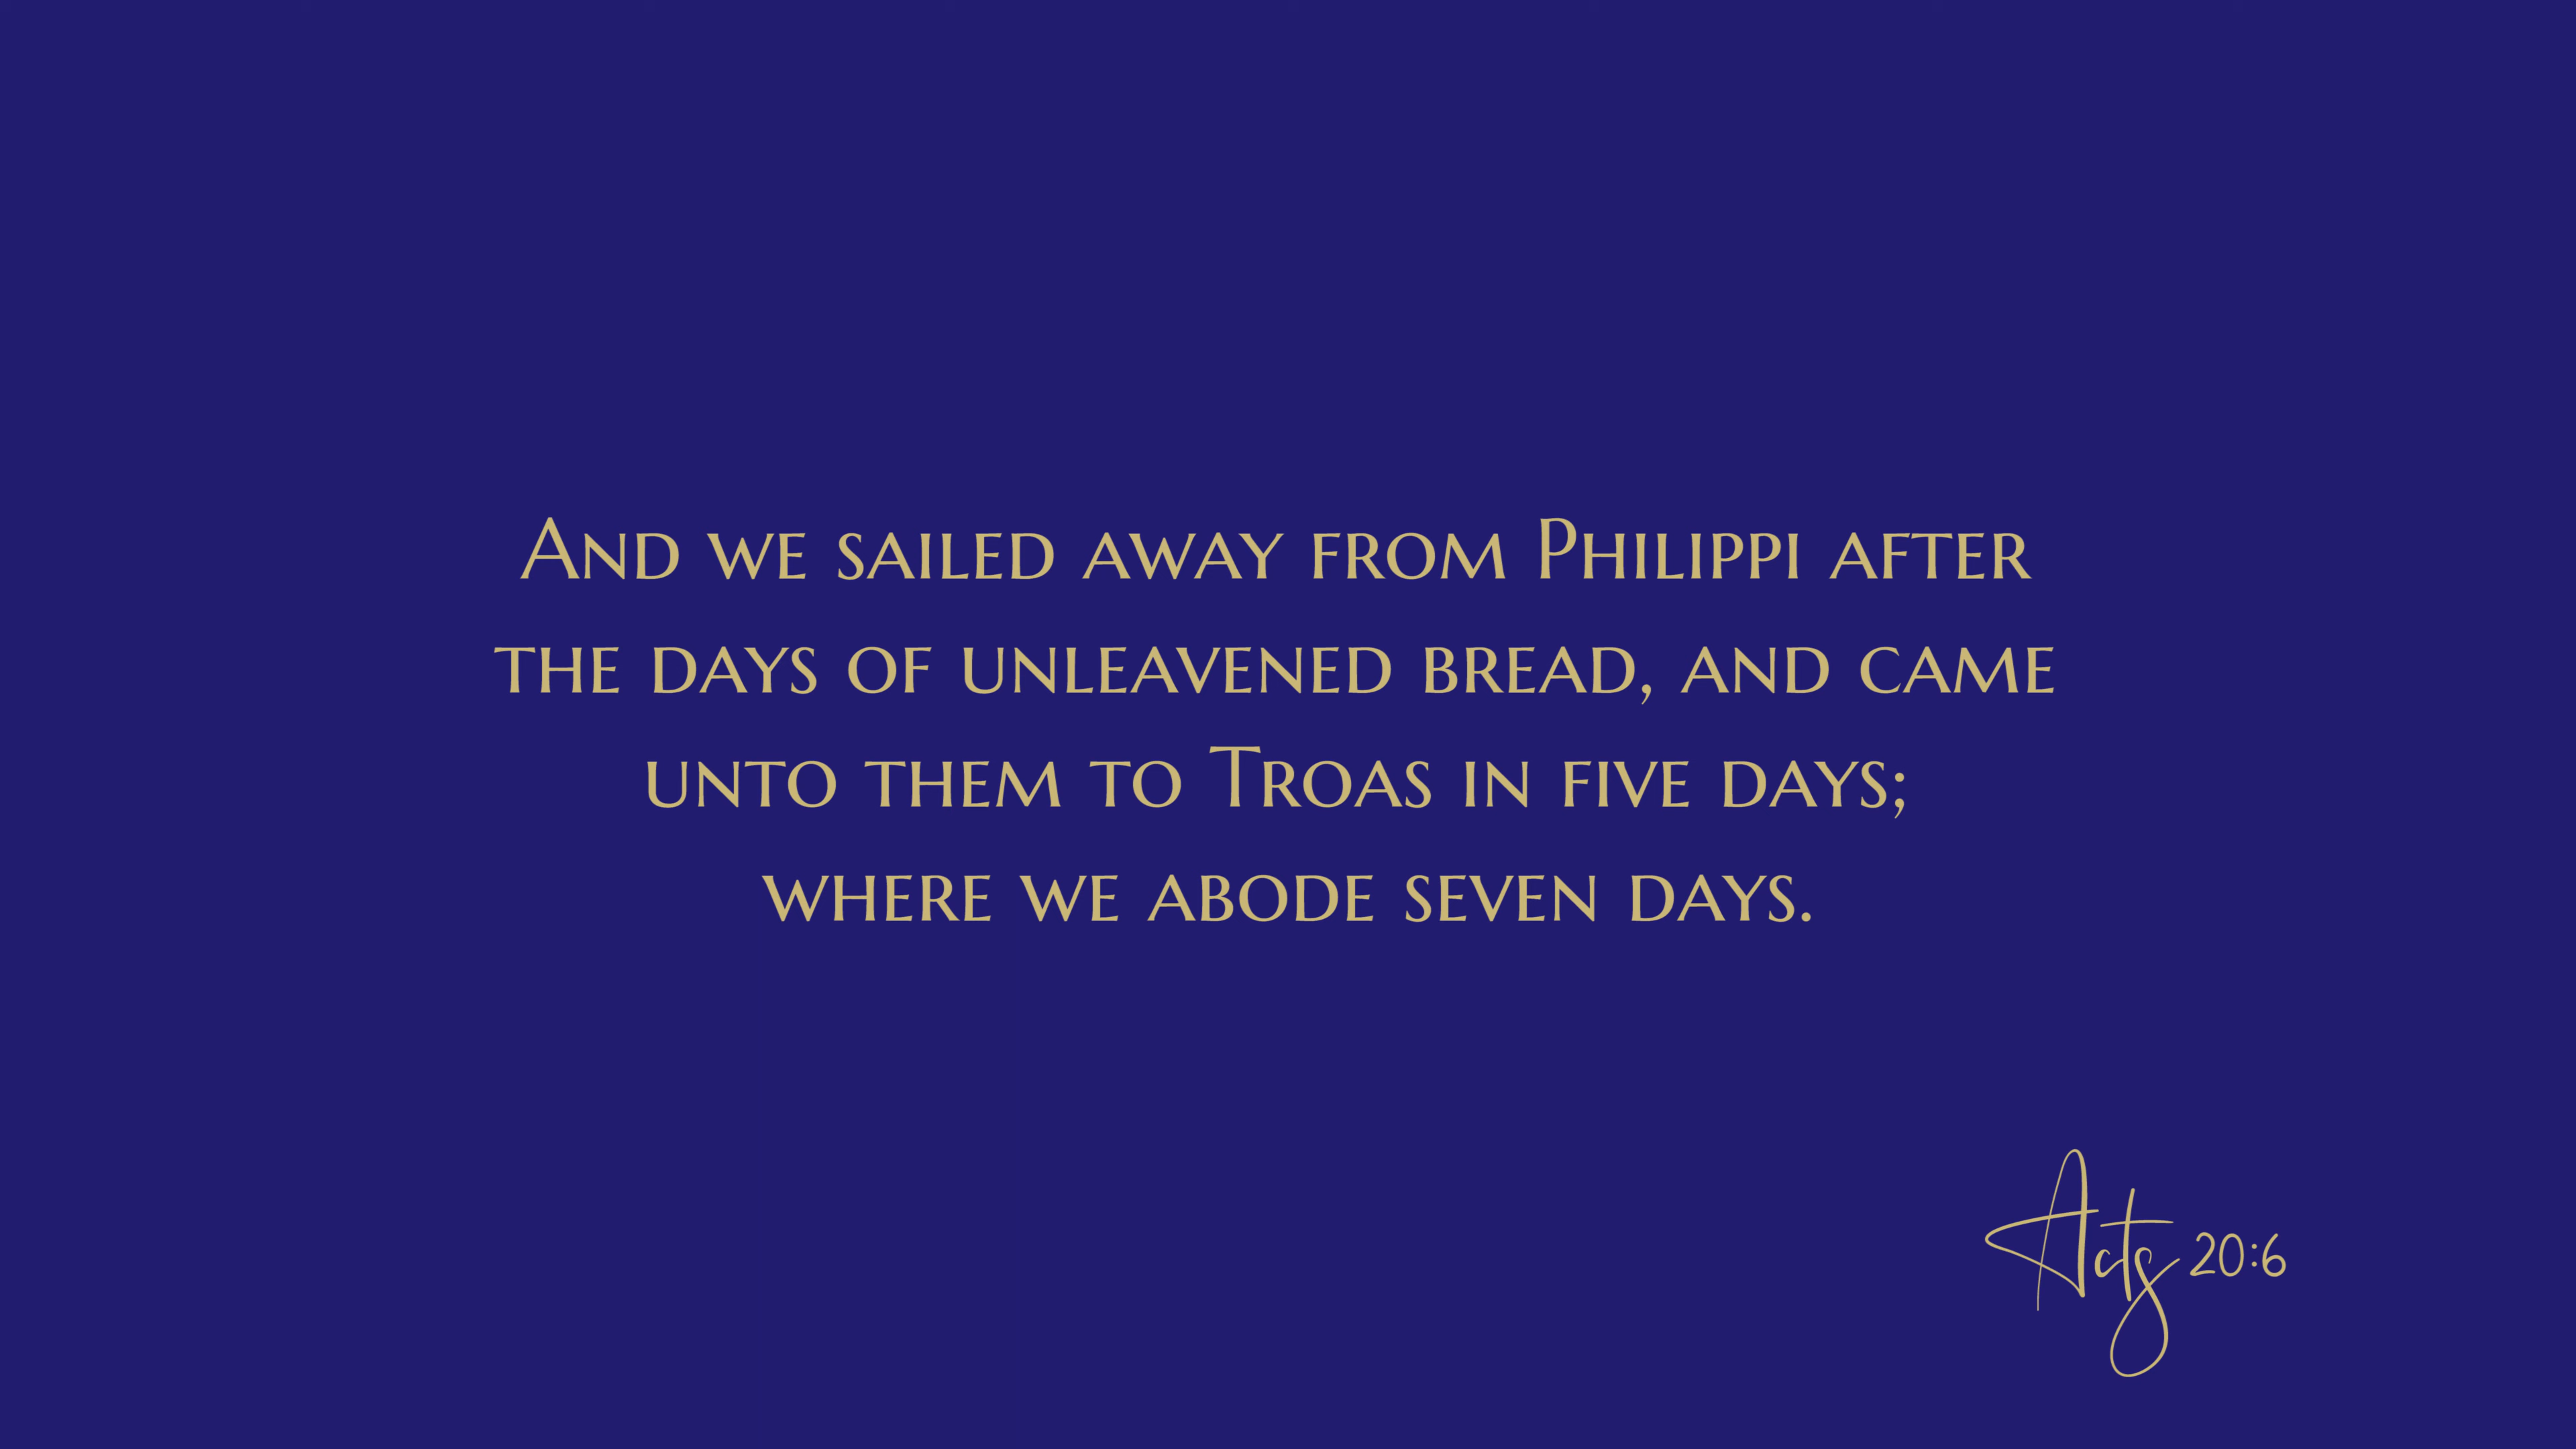 And we sailed away from Philippi after
the days of unleavened bread, and came
unto them to Troas in five days;
where we abode seven days.
Acts 20:6